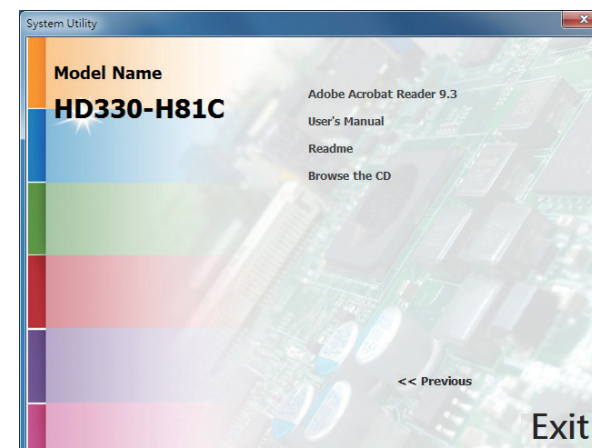 System Utility
Model Name
HD330-H81C
Adobe Acrobat Reader 9.3
User's Manual
Readme
Browse the CD
<< Previous
Exit